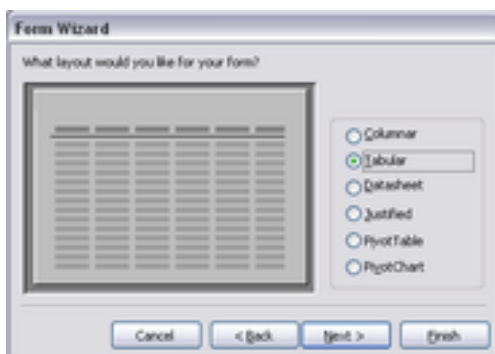 Form Wizard
What layout would you like for your form?
Columnar
Tabular
Datasheet
Justified
PivotTable
PivotChart
Cancel
< Back
Next >
Finish